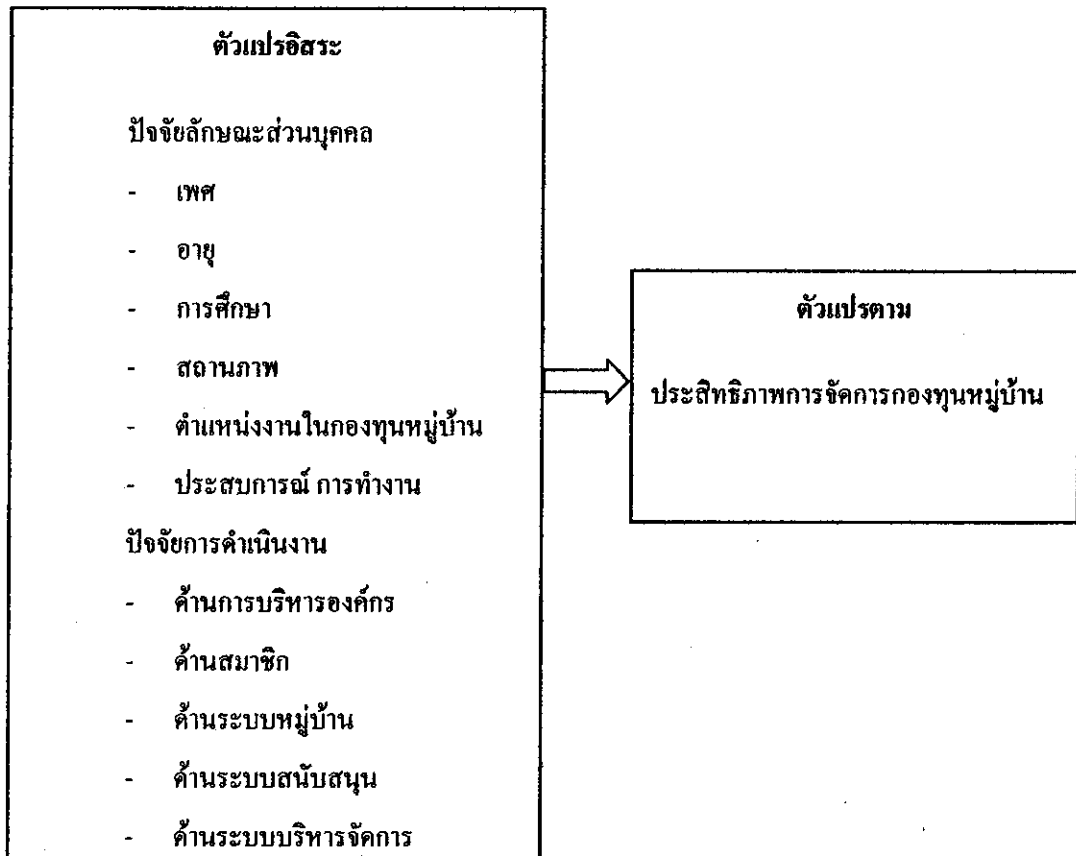 ตัวแปรอิสระ
ปัจจัยลักษณะส่วนบุคคล
- เพศ
- อายุ
- การศึกษา
- สถานภาพ
- ตำแหน่งงานในกองทุนหมู่บ้าน
- ประสบการณ์ การทำงาน
ปัจจัยการดำเนินงาน
- ด้านการบริหารองค์กร
- ด้านสมาชิก
- ด้านระบบหมู่บ้าน
- ด้านระบบสนับสนุน
- ด้านระบบบริหารจัดการ
ตัวแปรตาม
ประสิทธิภาพการจัดการกองทุนหมู่บ้าน